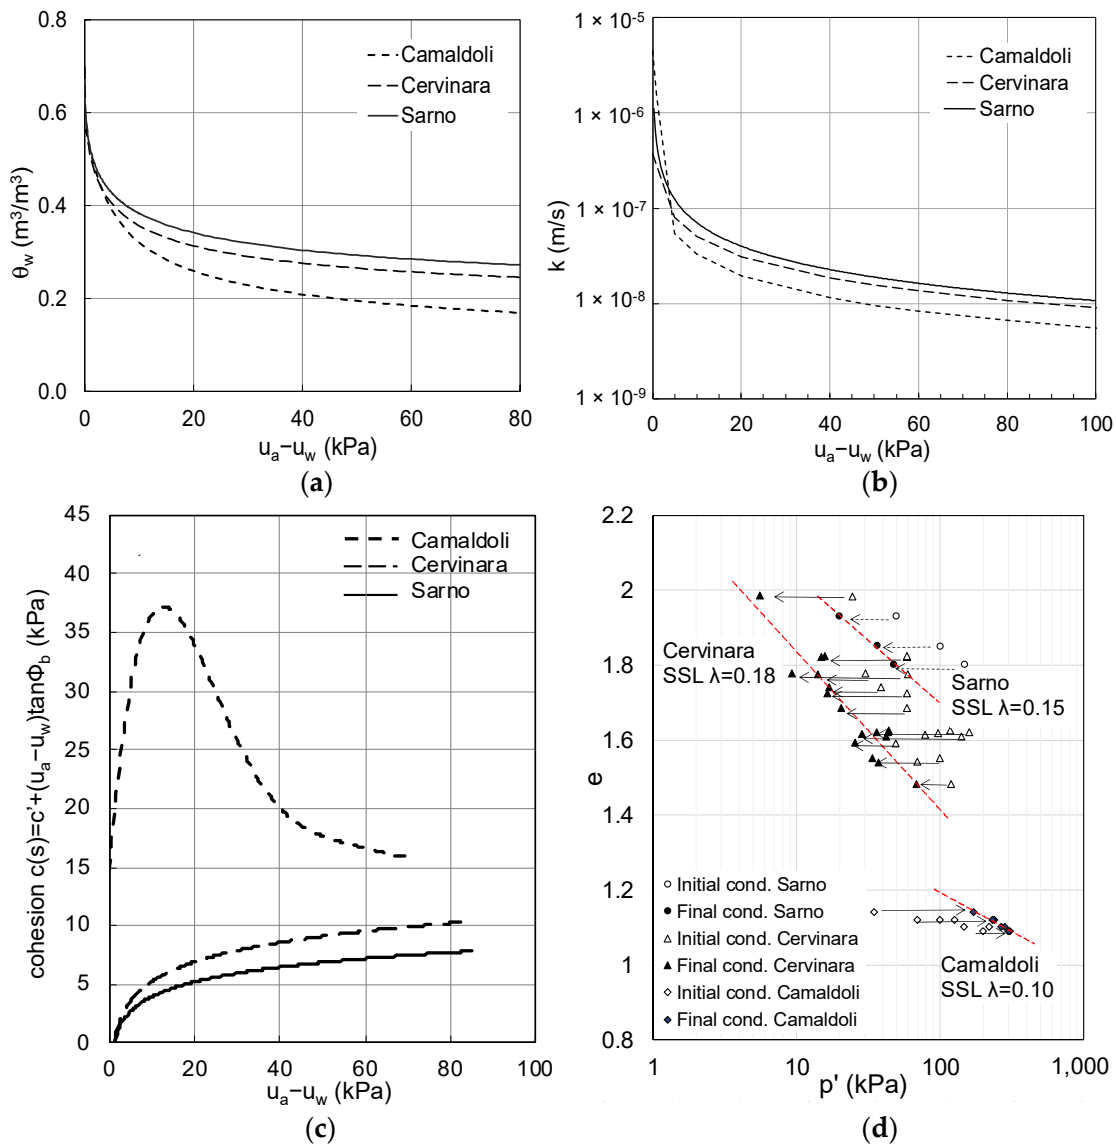 0.8
0.6
0.4
0.2
0.0
θw (m³/m³)
Camaldoli
Cervinara
Sarno
0 20 40 60 80
ua−uw (kPa)
(a)
1 × 10-5
1 × 10-6
1 × 10-7
1 × 10-8
1 × 10-9
k (m/s)
Camaldoli
Cervinara
Sarno
0 20 40 60 80 100
ua−uw (kPa)
(b)
45
40
35
30
25
20
15
10
5
0
cohesion c(s)=c'+(ua−uw)tanΦb (kPa)
Camaldoli
Cervinara
Sarno
0 20 40 60 80 100
ua−uw (kPa)
(c)
2.2
2
1.8
1.6
1.4
1.2
1
0.8
e
Cervinara
SSL λ=0.18
Sarno
SSL λ=0.15
Initial cond. Sarno
Final cond. Sarno
Initial cond. Cervinara
Final cond. Cervinara
Initial cond. Camaldoli
Final cond. Camaldoli
Camaldoli
SSL λ=0.10
1 10 100 1,000
p' (kPa)
(d)